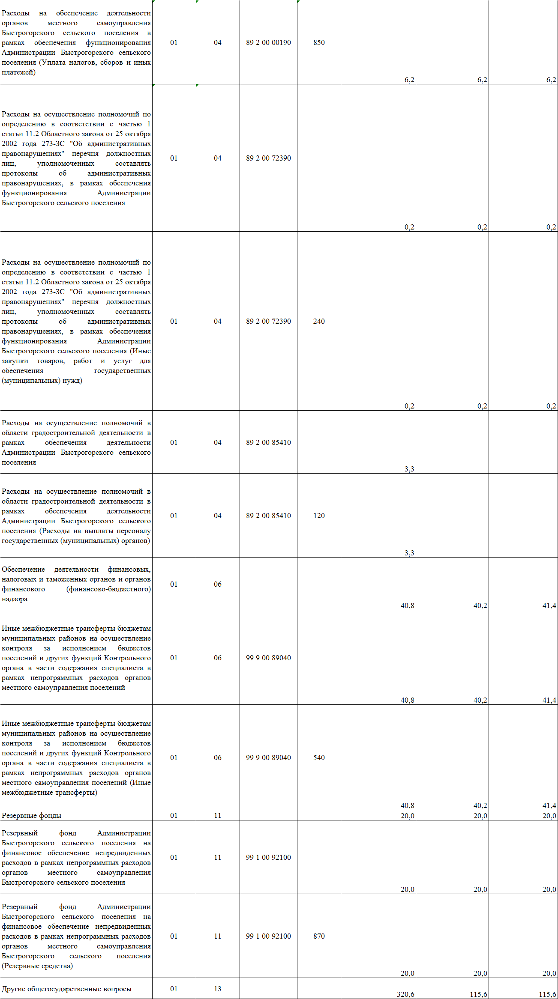 Расходы на обеспечение деятельности
органов местного самоуправления
Быстрогорского сельского поселения в
рамках обеспечения функционирования
Администрации Быстрогорского сельского
поселения (Уплата налогов, сборов и иных
платежей)
01 04 89 2 00 00190 850
6,2 6,2 6,2
Расходы на осуществление полномочий по
определению в соответствии с частью 1
статьи 11.2 Областного закона от 25 октября
2002 года 273-ЗС "Об административных
правонарушениях" перечня должностных
лиц, уполномоченных составлять
протоколы об административных
правонарушениях, в рамках обеспечения
функционирования Администрации
Быстрогорского сельского поселения
01 04 89 2 00 72390
0,2 0,2 0,2
Расходы на осуществление полномочий по
определению в соответствии с частью 1
статьи 11.2 Областного закона от 25 октября
2002 года 273-ЗС "Об административных
правонарушениях" перечня должностных
лиц, уполномоченных составлять
протоколы об административных
правонарушениях, в рамках обеспечения
функционирования Администрации
Быстрогорского сельского поселения (Иные
закупки товаров, работ и услуг для
обеспечения государственных
(муниципальных) нужд)
01 04 89 2 00 72390 240
0,2 0,2 0,2
Расходы на осуществление полномочий в
области градостроительной деятельности в
рамках обеспечения деятельности
Администрации Быстрогорского сельского
поселения
01 04 89 2 00 85410
3,3
Расходы на осуществление полномочий в
области градостроительной деятельности в
рамках обеспечения деятельности
Администрации Быстрогорского сельского
поселения (Расходы на выплаты персоналу
государственных (муниципальных) органов)
01 04 89 2 00 85410 120
3,3
Обеспечение деятельности финансовых,
налоговых и таможенных органов и органов
финансового (финансово-бюджетного)
надзора
01 06
40,8 40,2 41,4
Иные межбюджетные трансферты бюджетам
муниципальных районов на осуществление
контроля за исполнением бюджетов
поселений и других функций Контрольного
органа в части содержания специалиста в
рамках непрограммных расходов органов
местного самоуправления поселений
01 06 99 9 00 89040
40,8 40,2 41,4
Иные межбюджетные трансферты бюджетам
муниципальных районов на осуществление
контроля за исполнением бюджетов
поселений и других функций Контрольного
органа в части содержания специалиста в
рамках непрограммных расходов органов
местного самоуправления поселений (Иные
межбюджетные трансферты)
01 06 99 9 00 89040 540
40,8 40,2 41,4
Резервные фонды 01 11 20,0 20,0 20,0
Резервный фонд Администрации
Быстрогорского сельского поселения на
финансовое обеспечение непредвиденных
расходов в рамках непрограммных расходов
органов местного самоуправления
Быстрогорского сельского поселения
01 11 99 1 00 92100
20,0 20,0 20,0
Резервный фонд Администрации
Быстрогорского сельского поселения на
финансовое обеспечение непредвиденных
расходов в рамках непрограммных расходов
органов местного самоуправления
Быстрогорского сельского поселения
(Резервные средства)
01 11 99 1 00 92100 870
20,0 20,0 20,0
Другие общегосударственные вопросы 01 13
320,6 115,6 115,6